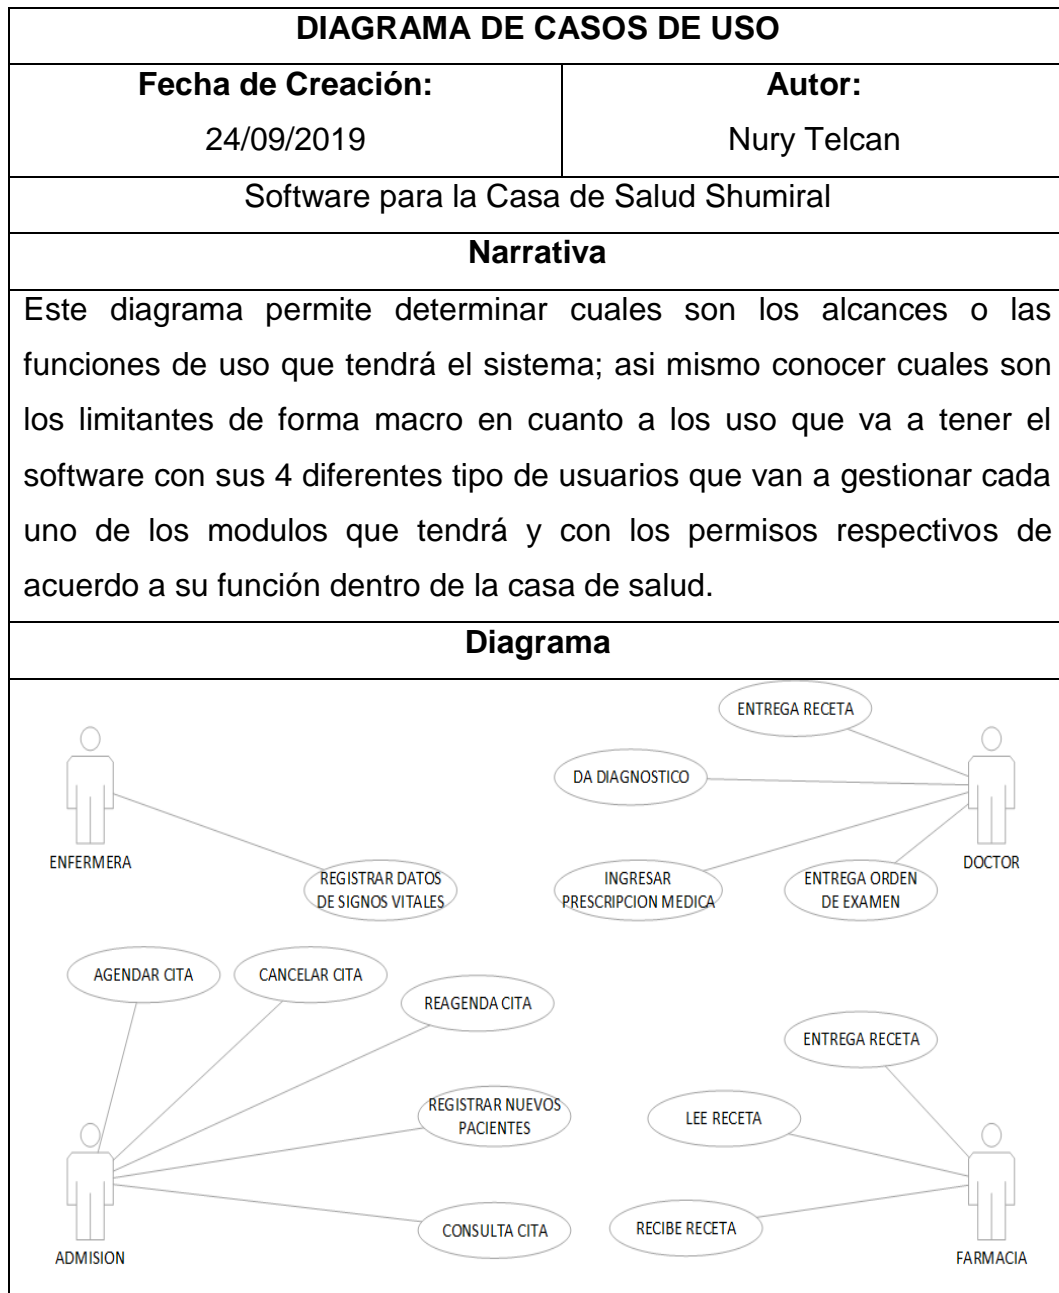 DIAGRAMA DE CASOS DE USO
Fecha de Creación:
24/09/2019
Autor:
Nury Telcan
Software para la Casa de Salud Shumiral
Narrativa
Este diagrama permite determinar cuales son los alcances o las
funciones de uso que tendrá el sistema; asi mismo conocer cuales son
los limitantes de forma macro en cuanto a los uso que va a tener el
software con sus 4 diferentes tipo de usuarios que van a gestionar cada
uno de los modulos que tendrá y con los permisos respectivos de
acuerdo a su función dentro de la casa de salud.
Diagrama
ENTREGA RECETA
DA DIAGNOSTICO
ENFERMERA
DOCTOR
REGISTRAR DATOS
DE SIGNOS VITALES
INGRESAR
PRESCRIPCION MEDICA
ENTREGA ORDEN
DE EXAMEN
AGENDAR CITA
CANCELAR CITA
REAGENDA CITA
ENTREGA RECETA
REGISTRAR NUEVOS
PACIENTES
LEE RECETA
CONSULTA CITA
RECIBE RECETA
ADMISION
FARMACIA